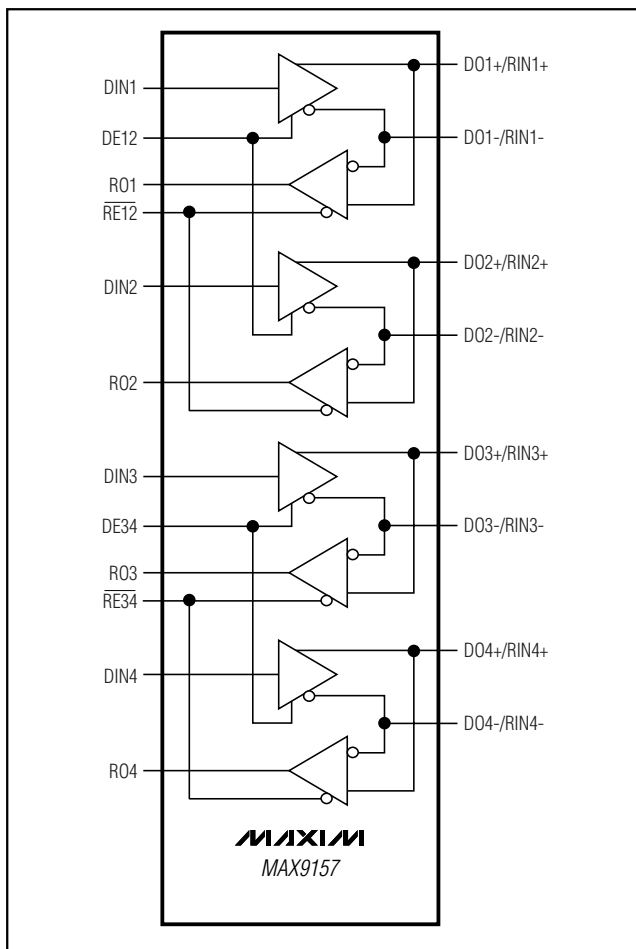 DIN1
DE12
RO1
RE12
DIN2
RO2
DIN3
DE34
RO3
RE34
DIN4
RO4
DO1+/RIN1+
DO1-/RIN1-
DO2+/RIN2+
DO2-/RIN2-
DO3+/RIN3+
DO3-/RIN3-
DO4+/RIN4+
DO4-/RIN4-
MAXIM
MAX9157